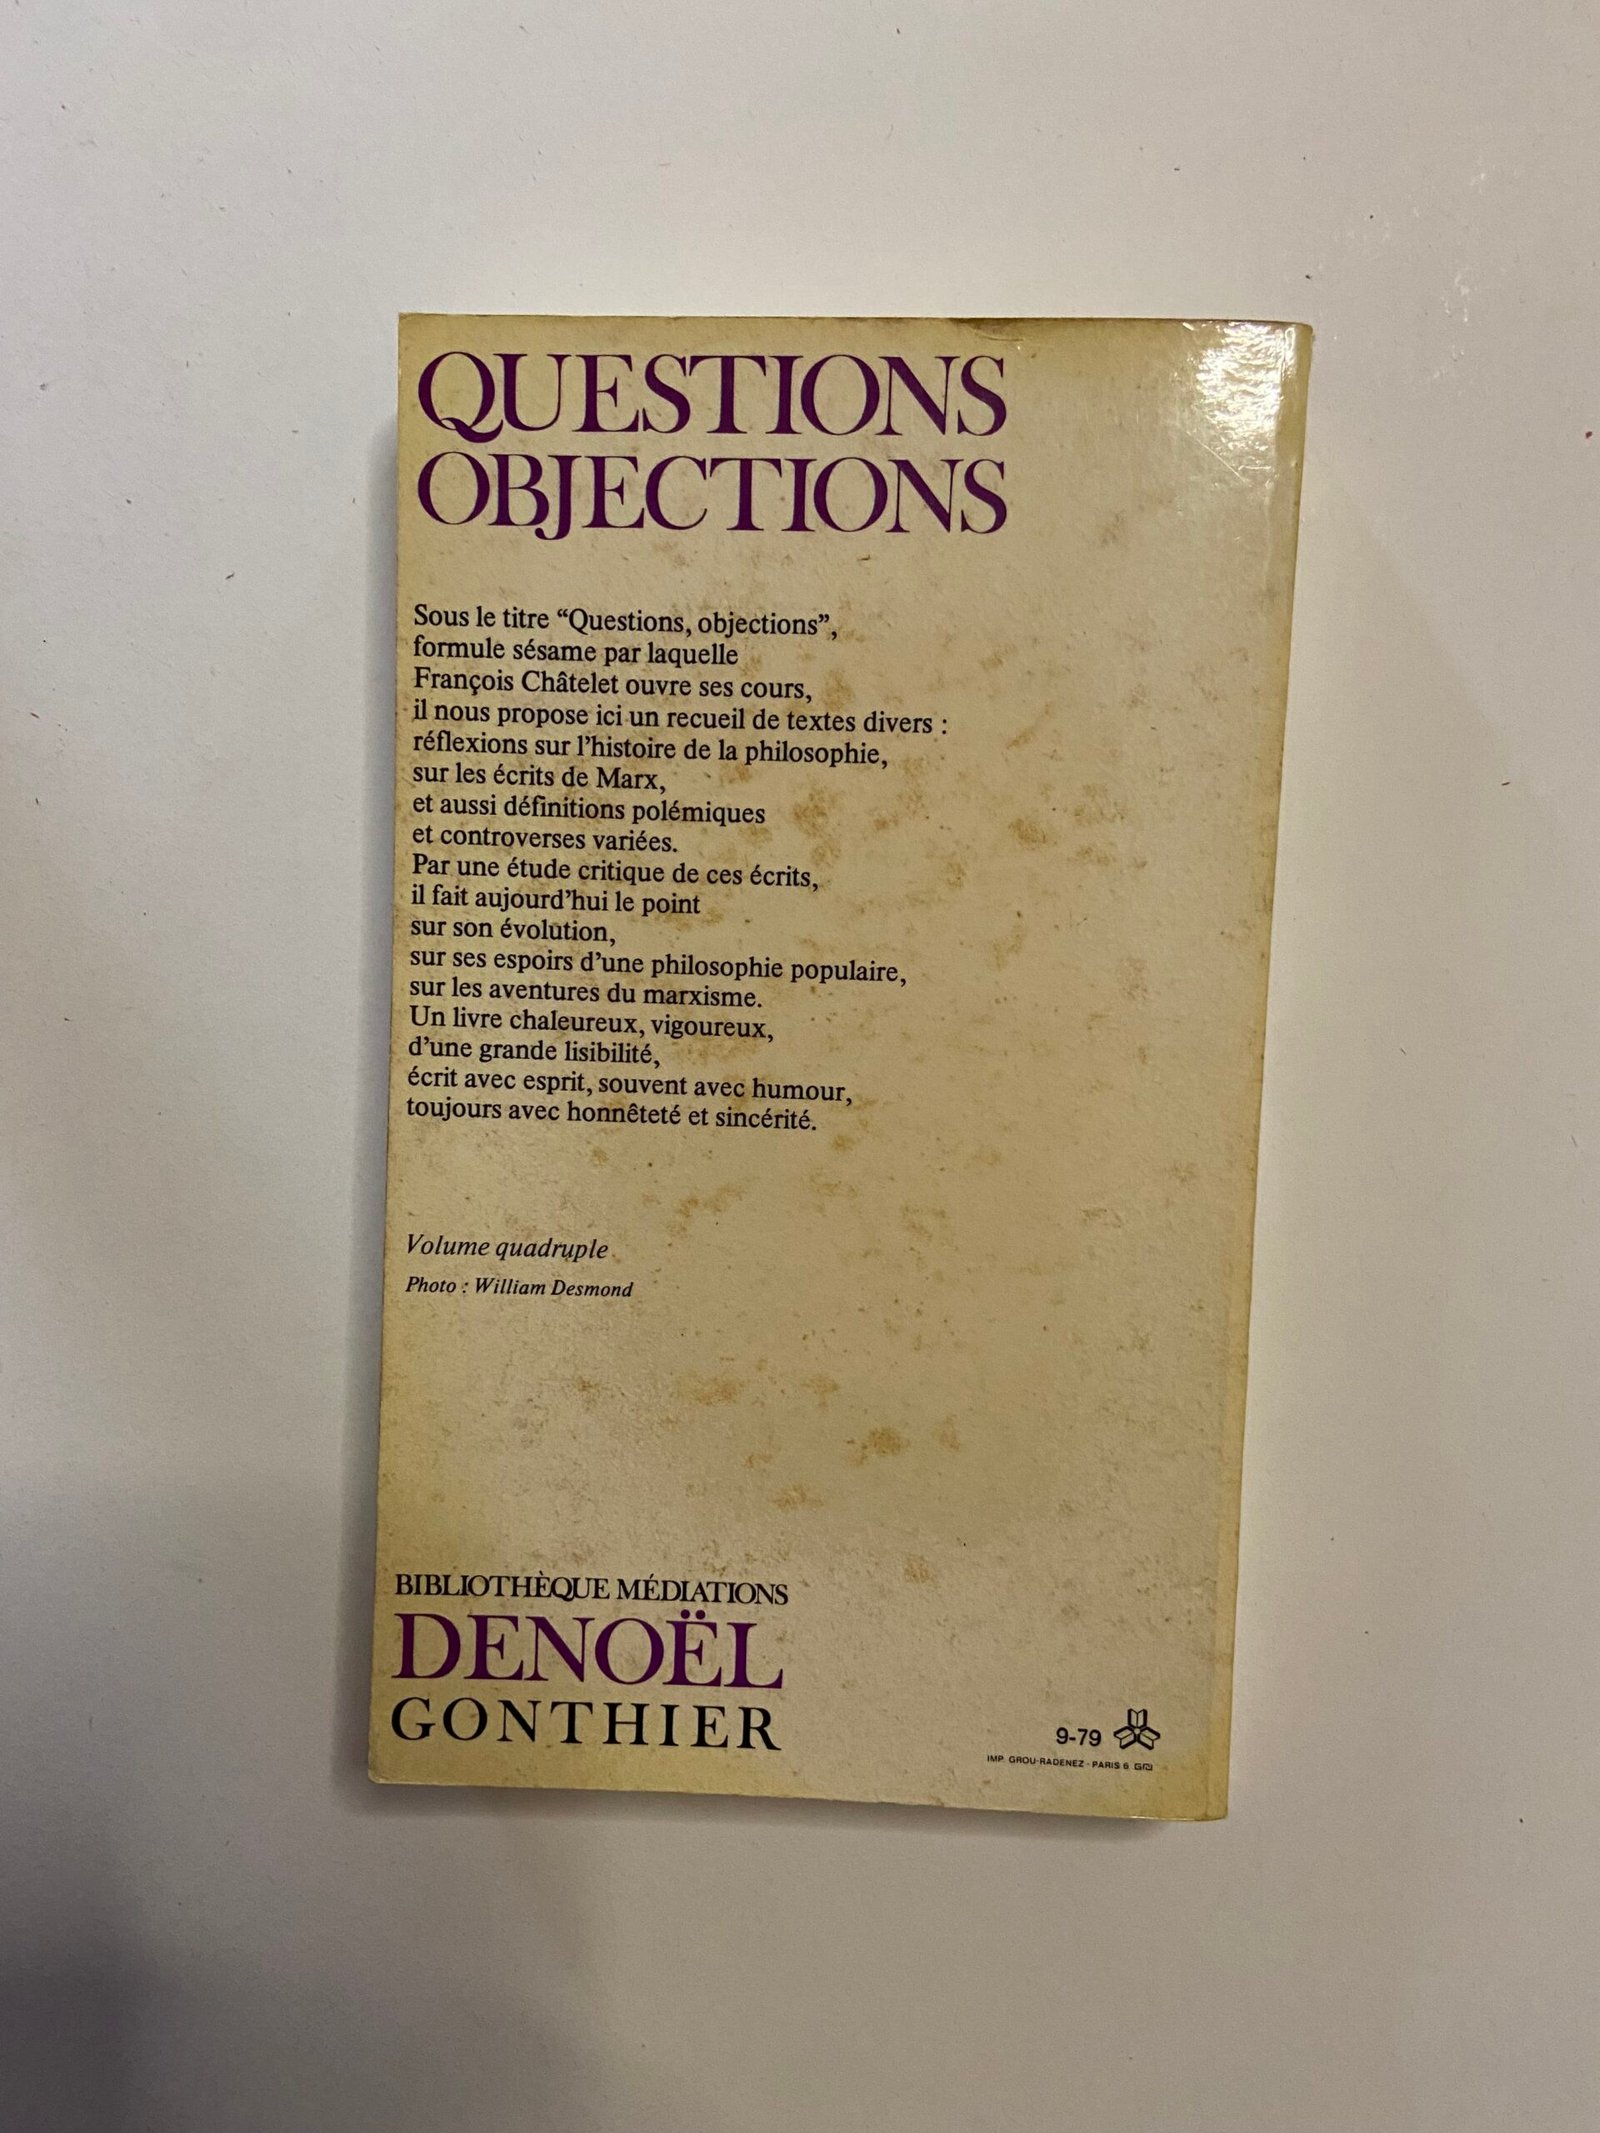 QUESTIONS
OBJECTIONS
Sous le titre “Questions, objections”,
formule sésame par laquelle
François Châtelet ouvre ses cours,
il nous propose ici un recueil de textes divers :
réflexions sur l’histoire de la philosophie,
sur les écrits de Marx,
et aussi définitions polémiques
et controverses variées.
Par une étude critique de ces écrits,
il fait aujourd’hui le point
sur son évolution,
sur ses espoirs d’une philosophie populaire,
sur les aventures du marxisme.
Un livre chaleureux, vigoureux,
d’une grande lisibilité,
écrit avec esprit, souvent avec humour,
toujours avec honnêteté et sincérité.
Volume quadruple
Photo : William Desmond
BIBLIOTHÈQUE MÉDIATIONS
DENOËL
GONTHIER
9-79
IMP. GROU-RADENEZ - PARIS 6